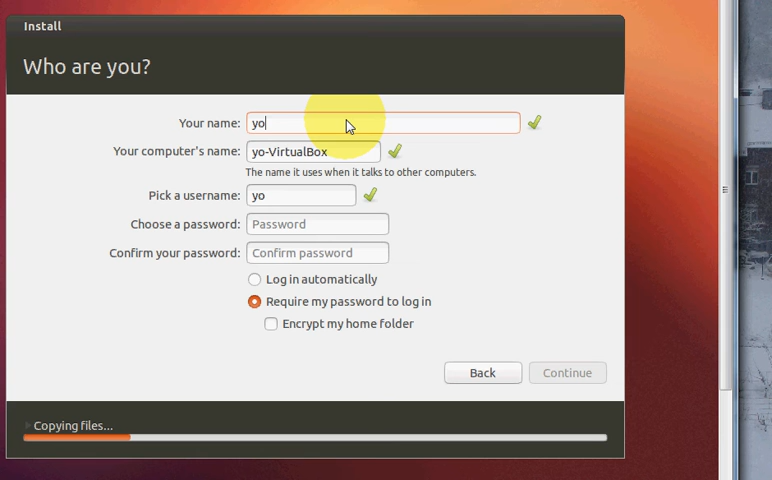 Install
Who are you?
Your name: yo
Your computer's name: yo-VirtualBox
The name it uses when it talks to other computers.
Pick a username: yo
Choose a password: Password
Confirm your password: Confirm password
Log in automatically
Require my password to log in
Encrypt my home folder
Back Continue
Copying files...